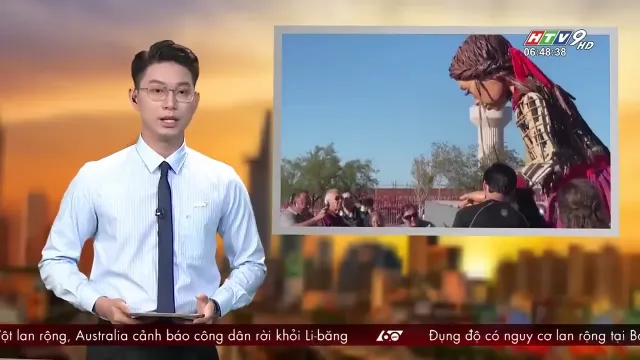 HTV9 HD
06:48:38
ột lan rộng, Australia cảnh báo công dân rời khỏi Li-băng
60
Đụng độ có nguy cơ lan rộng tại B